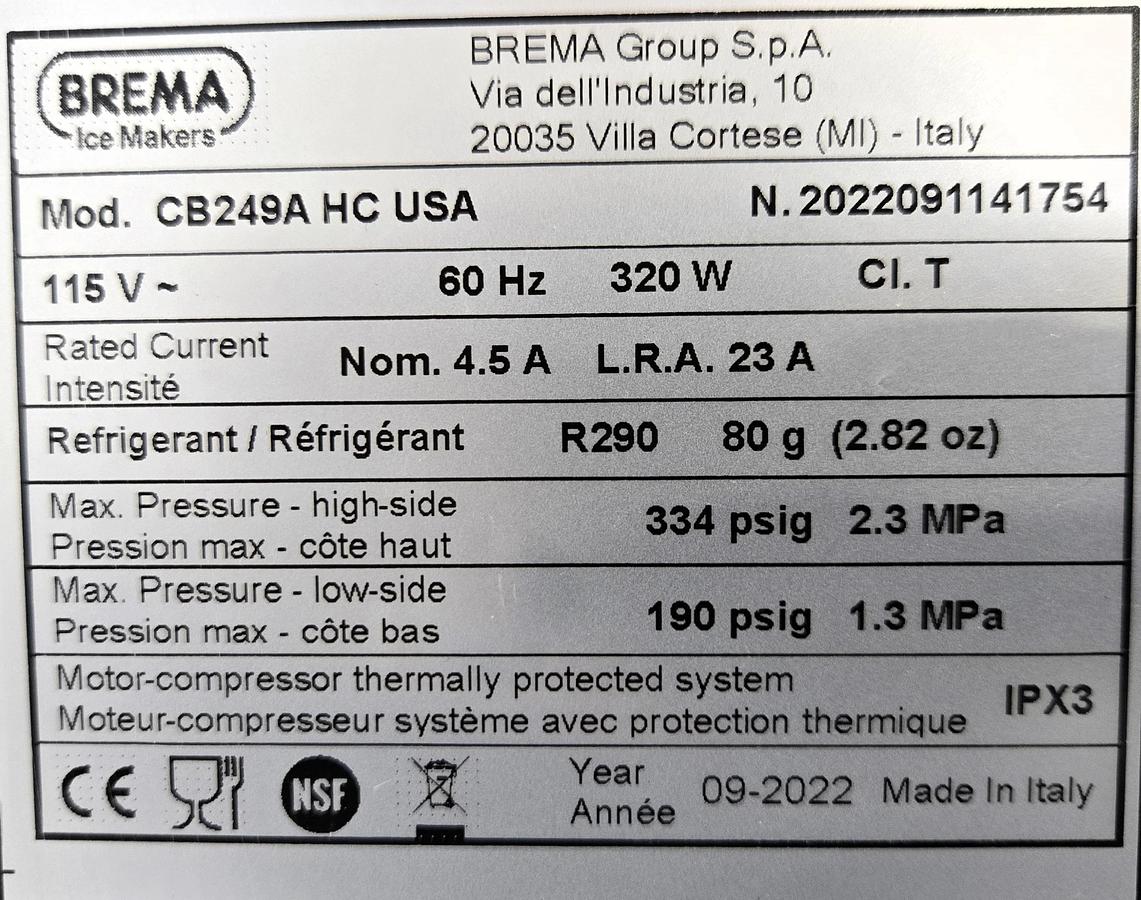 BREMA
Ice Makers
BREMA Group S.p.A.
Via dell'Industria, 10
20035 Villa Cortese (MI) - Italy
Mod. CB249A HC USA N. 2022091141754
115 V ~ 60 Hz 320 W Cl. T
Rated Current
Intensité
Nom. 4.5 A L.R.A. 23 A
Refrigerant / Réfrigérant R290 80 g (2.82 oz)
Max. Pressure - high-side
Pression max - côte haut
334 psig 2.3 MPa
Max. Pressure - low-side
Pression max - côte bas
190 psig 1.3 MPa
Motor-compressor thermally protected system
Moteur-compresseur système avec protection thermique
IPX3
CE
NSF
Year
Année
09-2022 Made In Italy